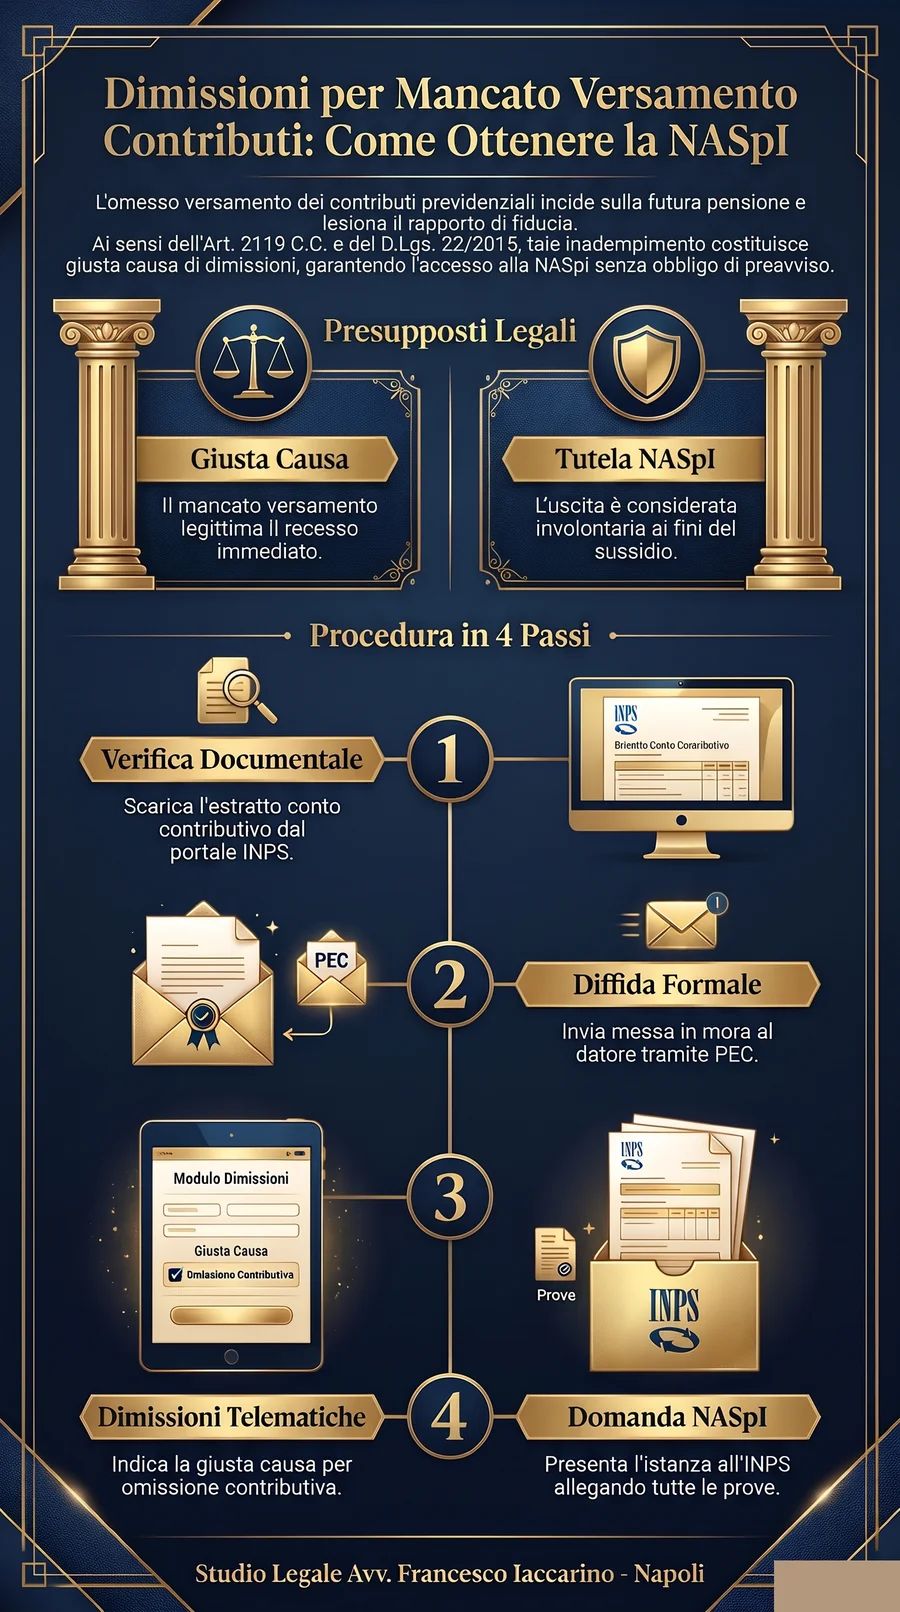 Dimissioni per Mancato Versamento
Contributi: Come Ottenere la NASpI
L'omesso versamento dei contributi previdenziali incide sulla futura pensione e
lesiona il rapporto di fiducia.
Ai sensi dell'Art. 2119 C.C. e del D.Lgs. 22/2015, taie inadempimento costituisce
giusta causa di dimissioni, garantendo l'accesso alla NASpi senza obbligo di preavviso.
Presupposti Legali
Giusta Causa
Il mancato versamento
legittima il recesso
immediato.
Tutela NASpI
L'uscita è considerata
involontaria ai fini del
sussidio.
Procedura in 4 Passi
1
Verifica Documentale
Scarica l'estratto conto
contributivo dal
portale INPS.
INPS
Brientto Conto Coraributivo
PEC
2
1
Diffida Formale
Invia messa in mora al
datore tramite PEC.
Modulo Dimissioni
Giusta Causa
Omlasiono Contributiva
3
INPS
Prove
INPS
Dimissioni Telematiche
Indica la giusta causa per
omissione contributiva.
4
Domanda NASpI
Presenta l'istanza all'INPS
allegando tutte le prove.
Studio Legale Avv. Francesco Iaccarino - Napoli